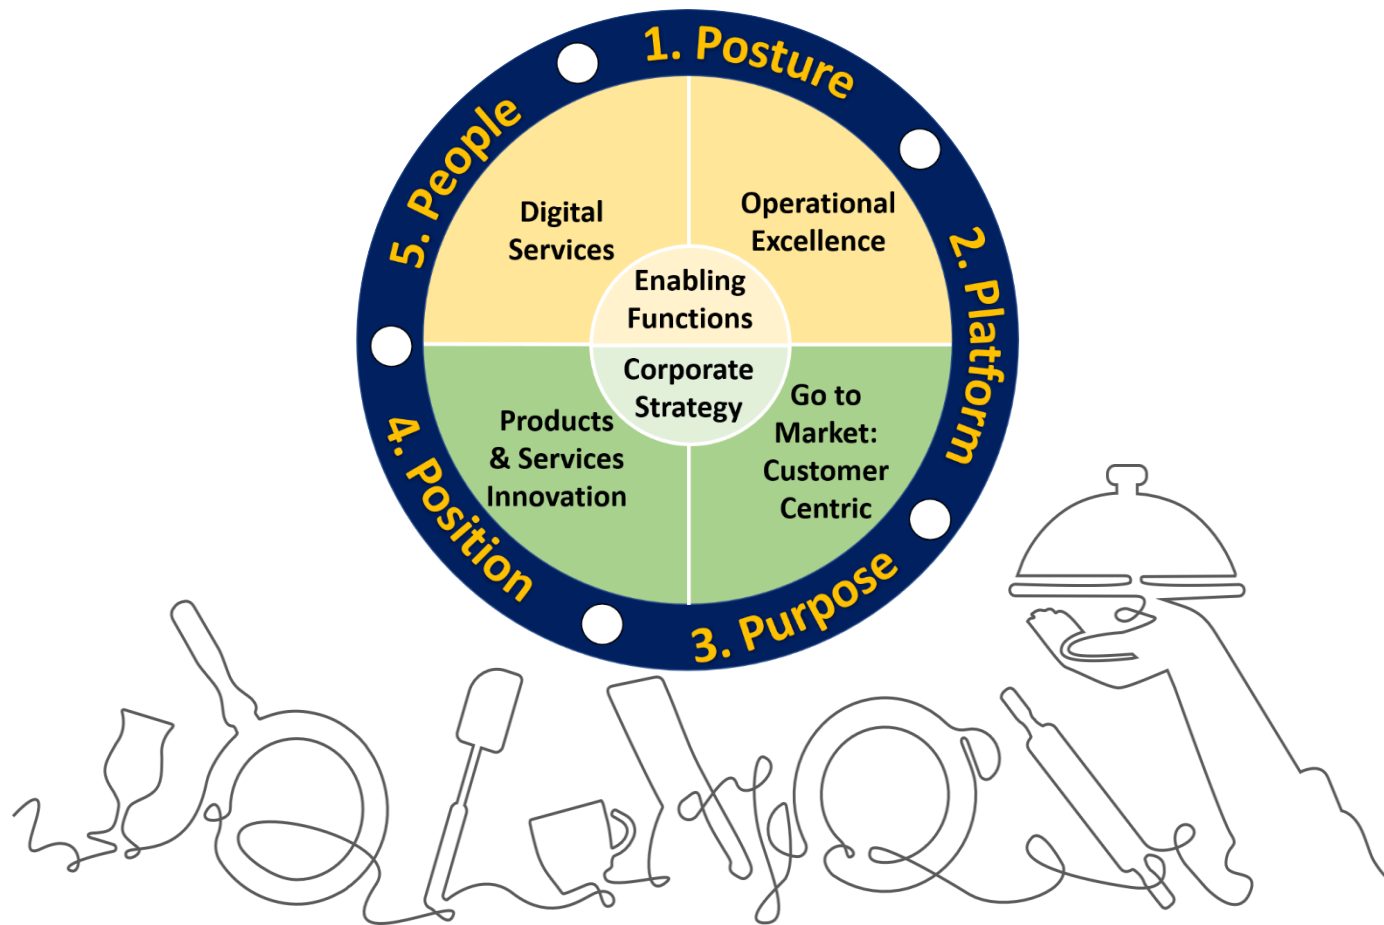 1. Posture
2. Platform
3. Purpose
4. Position
5. People
Digital
Services
Operational
Excellence
Enabling
Functions
Corporate
Strategy
Products
& Services
Innovation
Go to
Market:
Customer
Centric